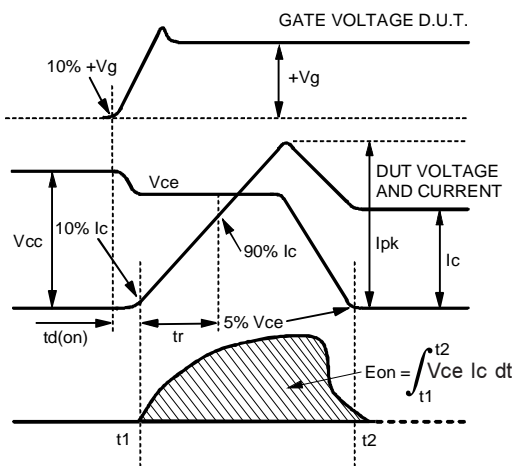 GATE VOLTAGE D.U.T.
10% +Vg
+Vg
Vce
DUT VOLTAGE
AND CURRENT
10% Ic
Vcc
90% Ic
Ipk
Ic
td(on)
tr
5% Vce
Eon = ∫ Vce Ic dt
t2
t1
t1
t2